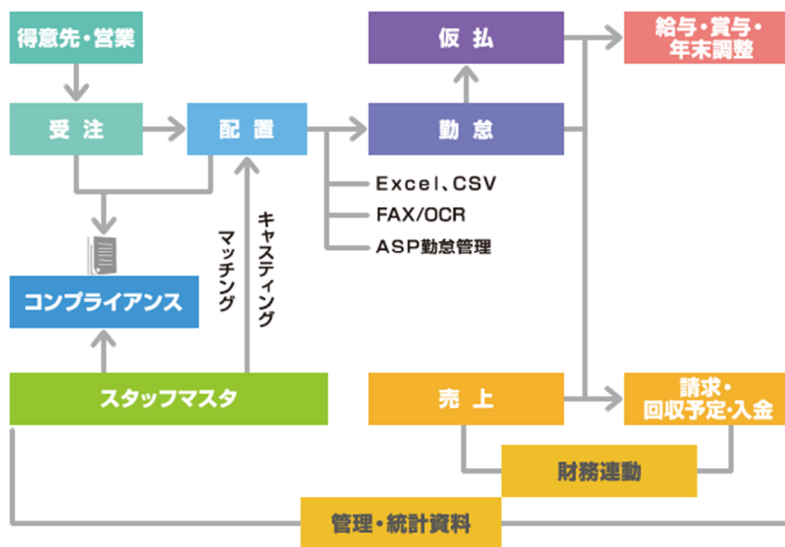 得意先・営業
仮払
給与・賞与・
年末調整
受注
配置
勤怠
Excel、CSV
FAX/OCR
ASP勤怠管理
キャスティング
マッチング
コンプライアンス
スタッフマスタ
売上
請求・
回収予定・入金
財務連動
管理・統計資料